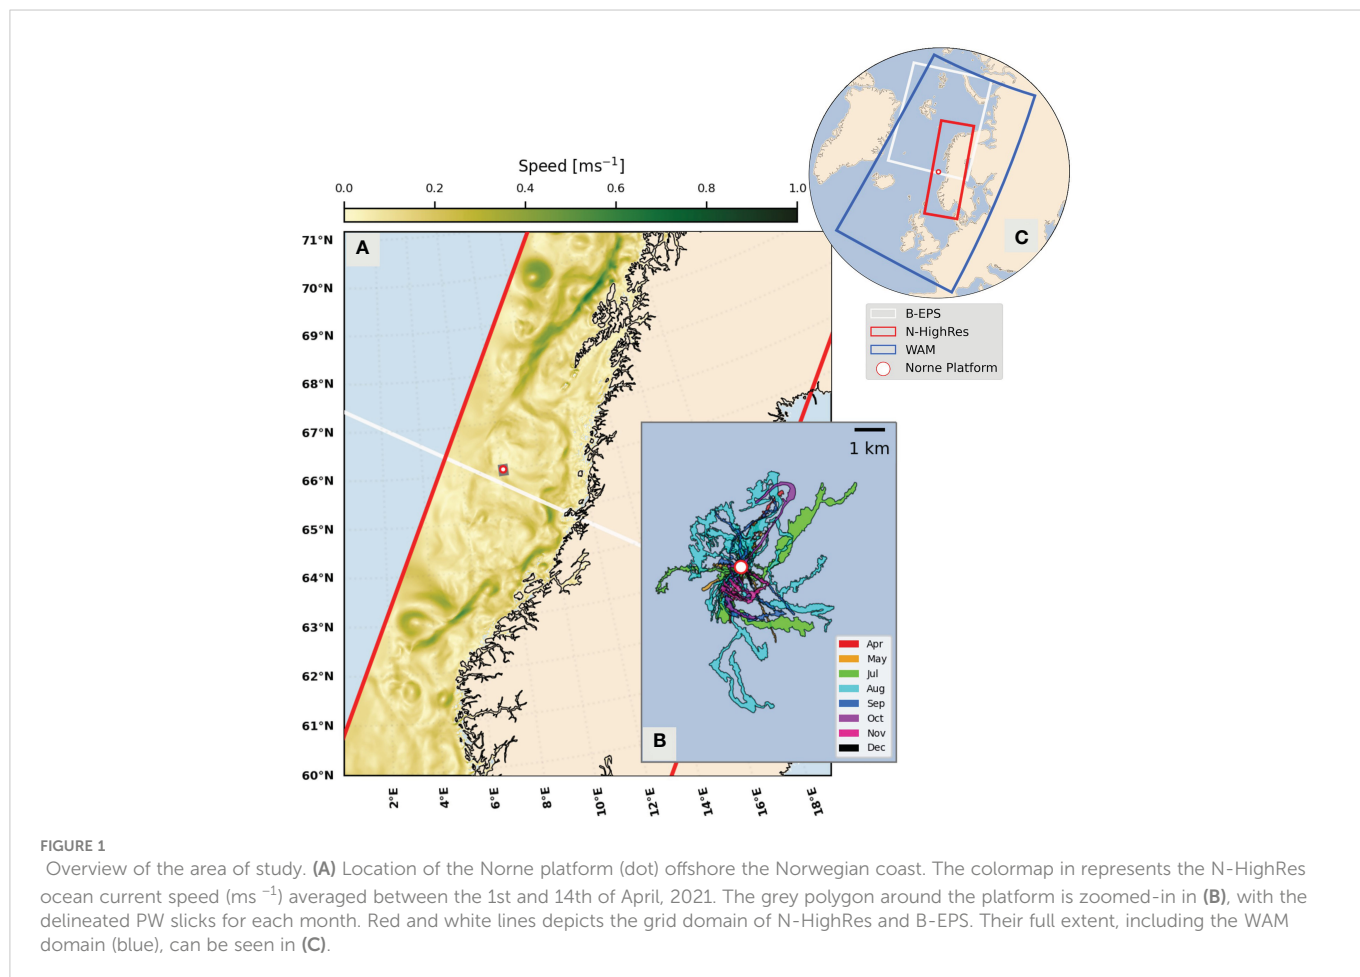 Speed [ms⁻¹]
0.0 0.2 0.4 0.6 0.8 1.0
A
71°N
70°N
69°N
68°N
67°N
66°N
65°N
64°N
63°N
62°N
61°N
60°N
2°E 4°E 6°E 8°E 10°E 12°E 14°E 16°E 18°E
C
B-EPS
N-HighRes
WAM
Norne Platform
1 km
B
Apr
May
Jul
Aug
Sep
Oct
Nov
Dec
FIGURE 1
Overview of the area of study. (A) Location of the Norne platform (dot) offshore the Norwegian coast. The colormap in represents the N-HighRes
ocean current speed (ms ⁻¹) averaged between the 1st and 14th of April, 2021. The grey polygon around the platform is zoomed-in in (B), with the
delineated PW slicks for each month. Red and white lines depicts the grid domain of N-HighRes and B-EPS. Their full extent, including the WAM
domain (blue), can be seen in (C).